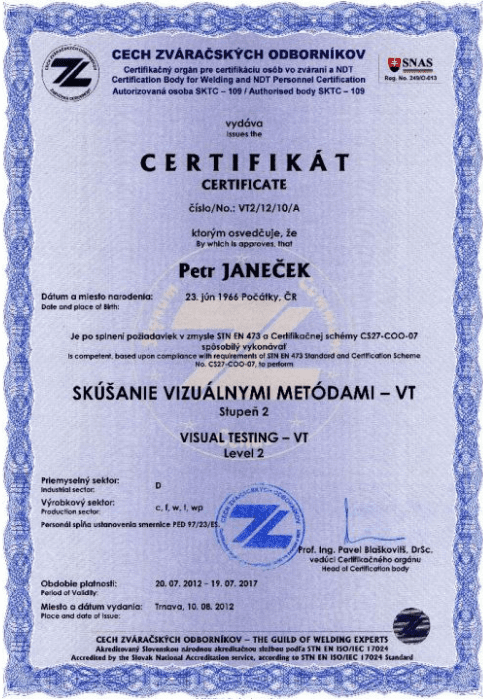 CECH ZVÁRAČSKÝCH ODBORNÍKOV
Certifikačný orgán pre certifikáciu osôb vo zváraní a NDT
Certification Body for Welding and NDT Personnel Certification
Autorizovaná osoba SKTC – 109 / Authorised body SKTC – 109
SNAS
Reg. No. 249/O-013
vydáva
issues the
CERTIFIKÁT
CERTIFICATE
číslo/No.: VT2/12/10/A
ktorým osvedčuje, že
By which is approves, that
Petr JANEČEK
Dátum a miesto narodenia: 23. jún 1966 Počátky, ČR
Date and place of Birth:
Je po splnení požiadaviek v zmysle STN EN 473 a Certifikačnej schémy CS27-COO-07
spôsobilý vykonávať
Is competent, based upon compliance with requirements of STN EN 473 Standard and Certification Scheme
No. CS27-COO-07, to perform
SKÚŠANIE VIZUÁLNYMI METÓDAMI – VT
Stupeň 2
VISUAL TESTING – VT
Level 2
Priemyselný sektor: D
Industrial sector:
Výrobkový sektor: c, f, w, t, wp
Production sector:
Personál spĺňa ustanovenia smernice PED 97/23/ES.
CECH ZVÁRAČSKÝCH ODBORNÍKOV
Prof. Ing. Pavel Blaškovitš, DrSc.
vedúci Certifikačného orgánu
Head of Certification body
Obdobie platnosti: 20. 07. 2012 - 19. 07. 2017
Period of Validity:
Miesto a dátum vydania: Trnava, 10. 08. 2012
Place and date of issue:
CECH ZVÁRAČSKÝCH ODBORNÍKOV – THE GUILD OF WELDING EXPERTS
Akreditovaný Slovenskou národnou akreditačnou službou podľa STN EN ISO/IEC 17024
Accredited by the Slovak National Accreditation service, according to STN EN ISO/IEC 17024 Standard